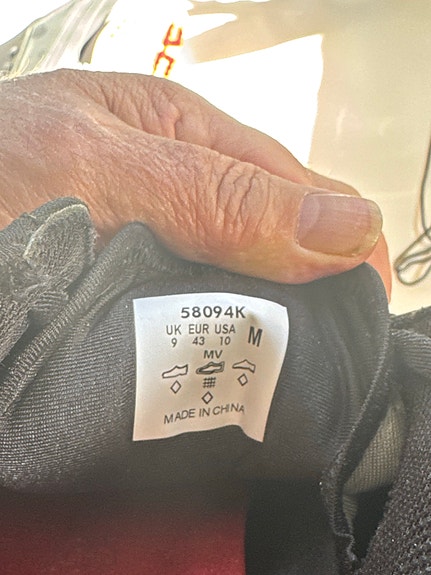 58094K
UK EUR USA M
9 43 10
MV
MADE IN CHINA